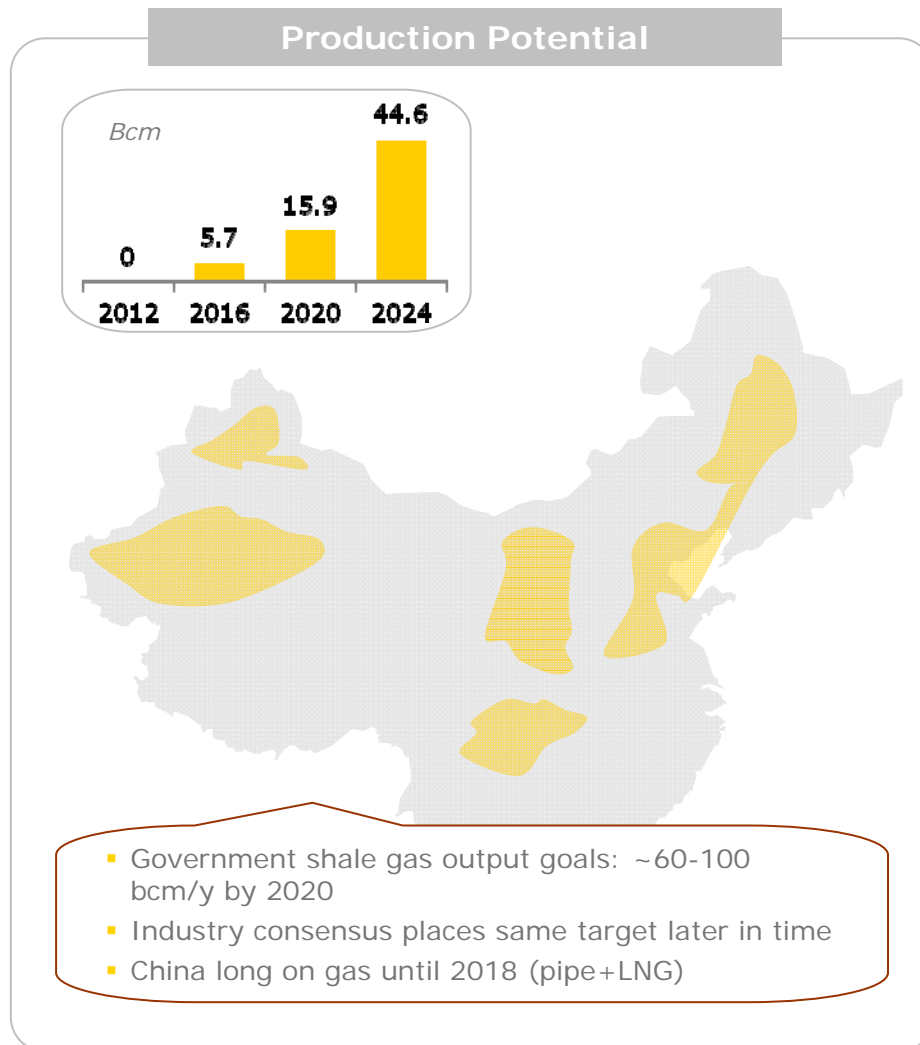 Production Potential
Bcm
44.6
15.9
5.7
0
2012 2016 2020 2024
▪ Government shale gas output goals: ~60-100
bcm/y by 2020
▪ Industry consensus places same target later in time
▪ China long on gas until 2018 (pipe+LNG)